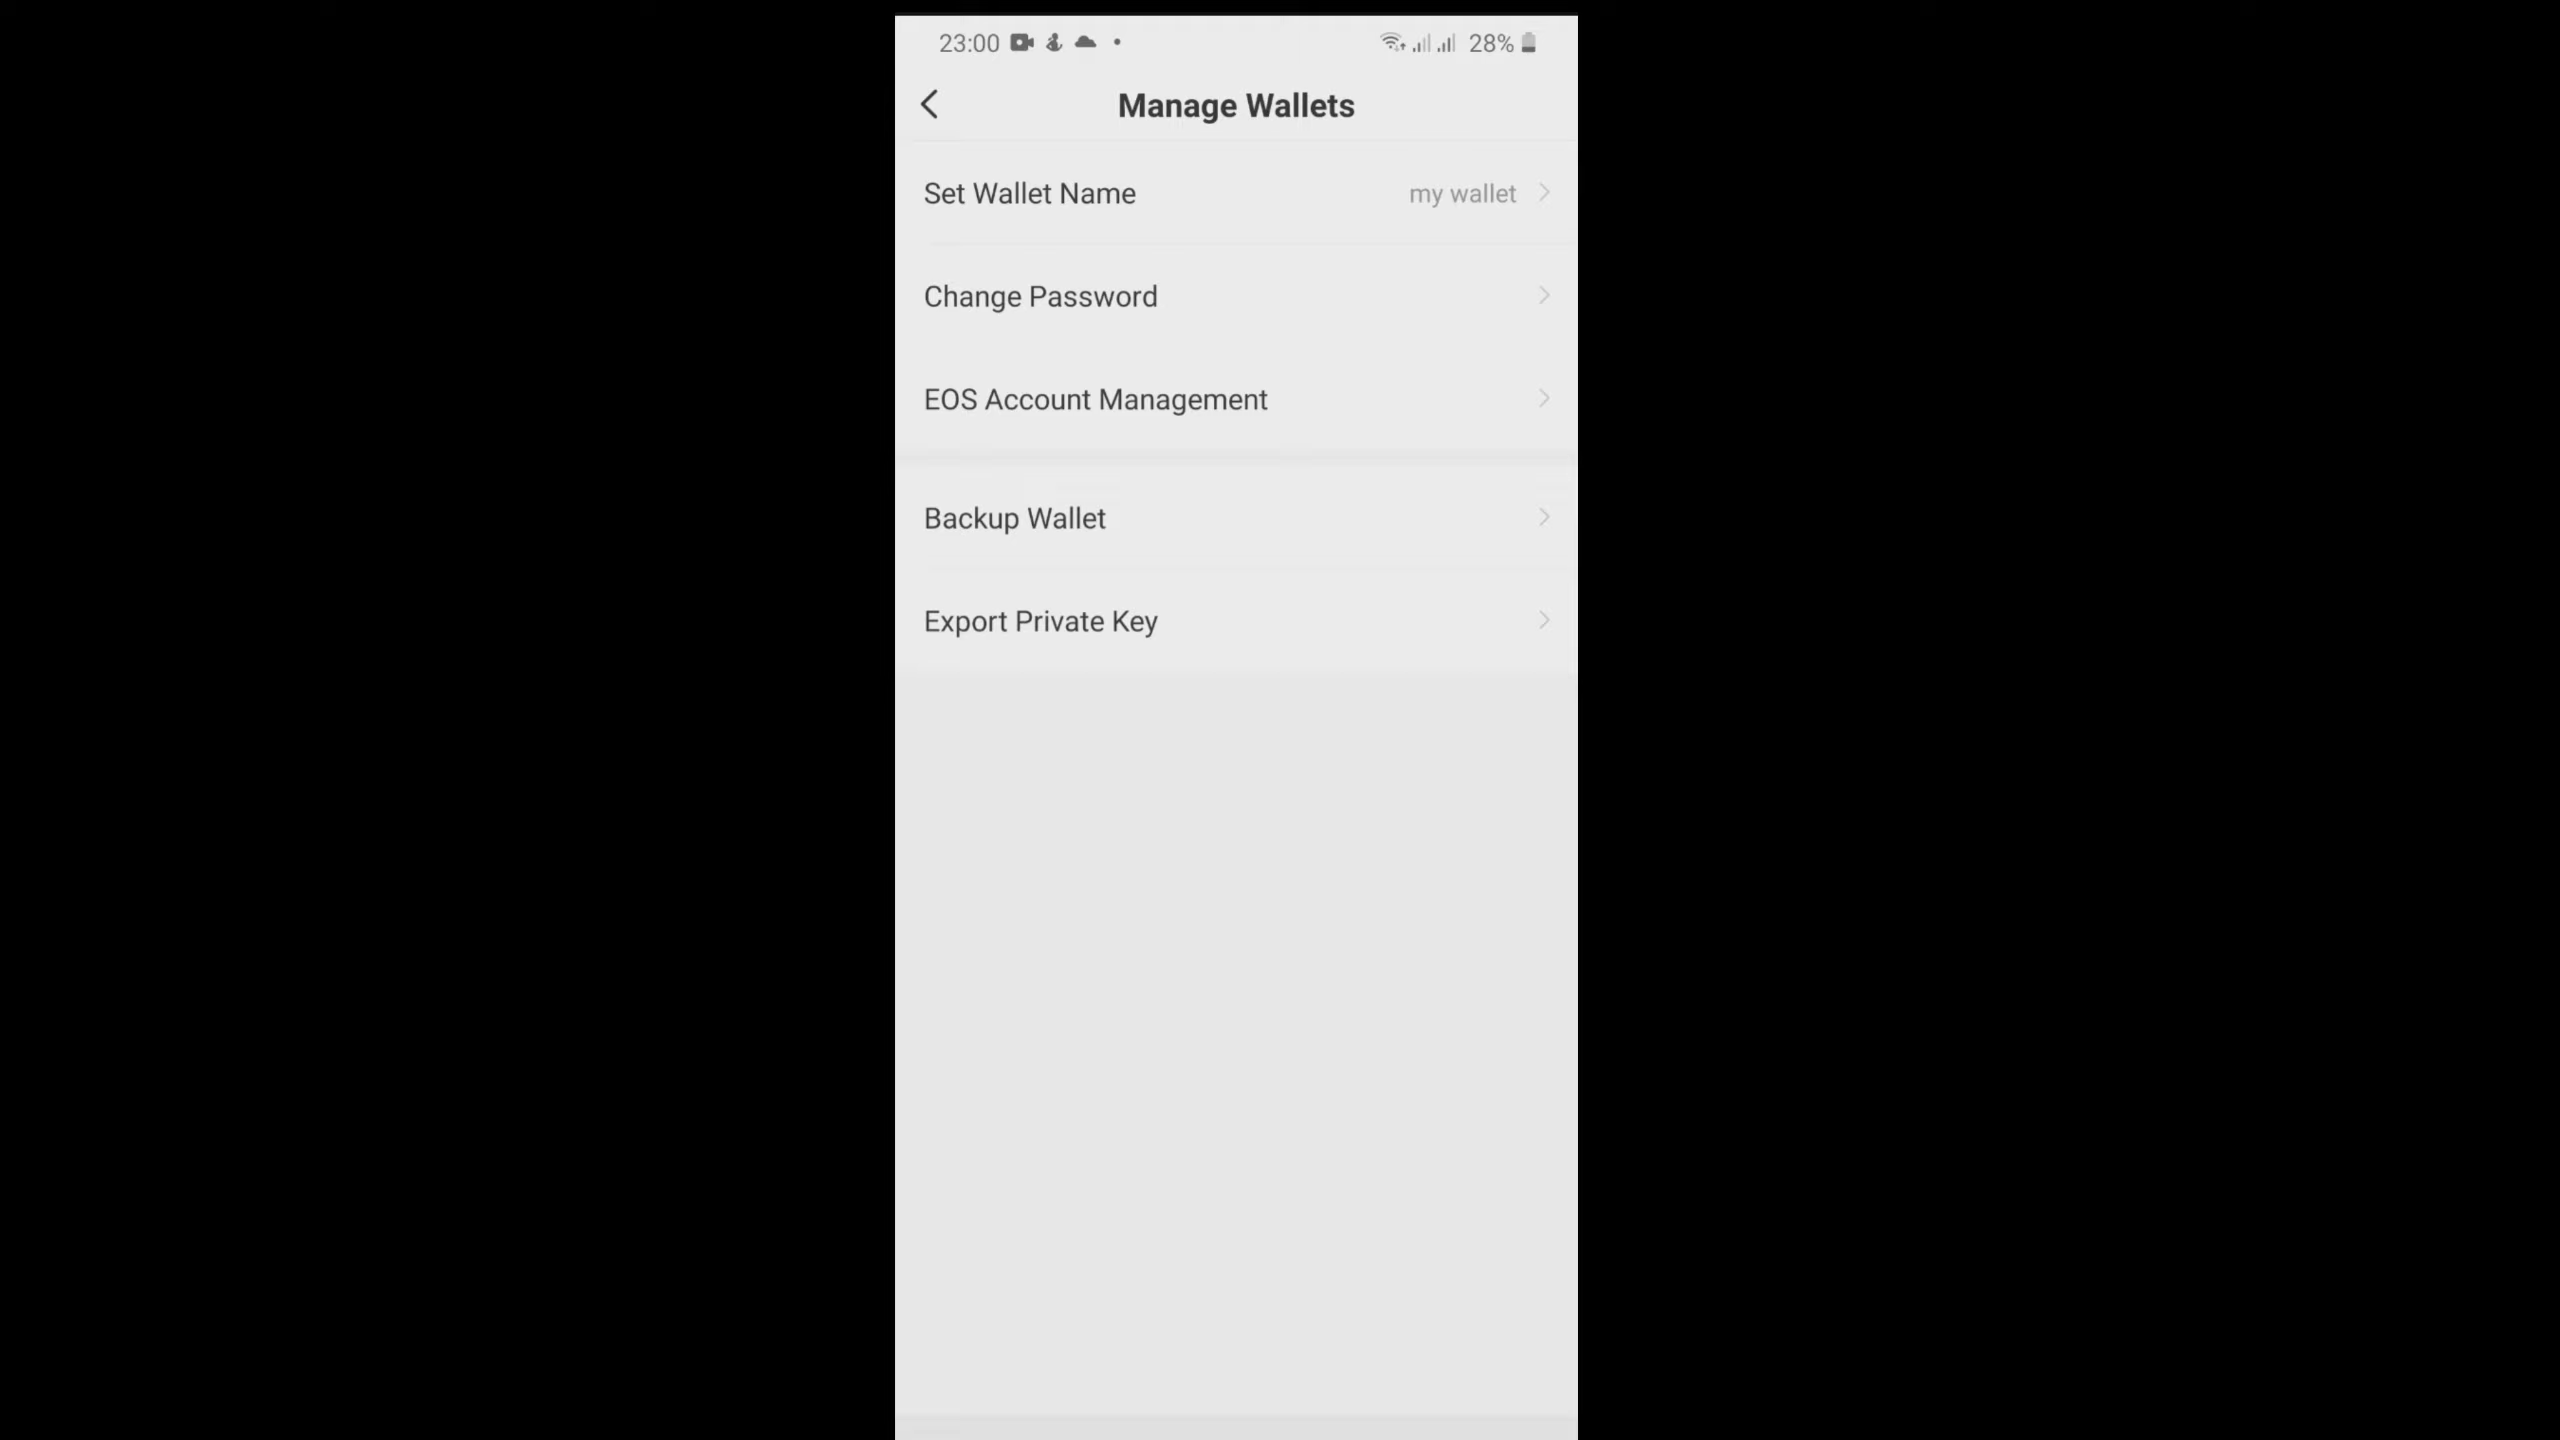 23:00 28%
Manage Wallets
Set Wallet Name my wallet
Change Password
EOS Account Management
Backup Wallet
Export Private Key